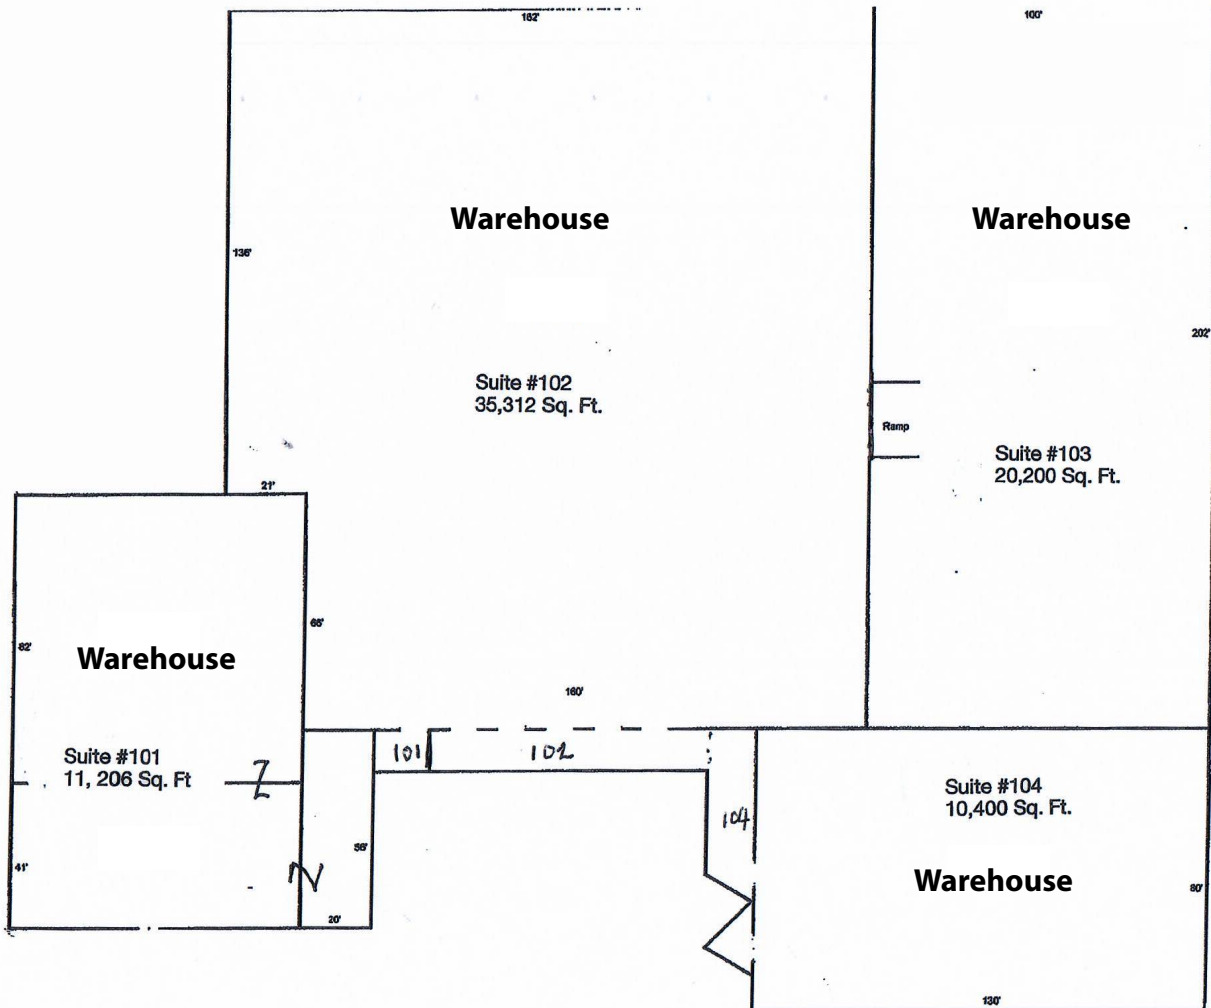 182'
100'
Warehouse
Warehouse
136'
202'
Suite #102
35,312 Sq. Ft.
Ramp
Suite #103
20,200 Sq. Ft.
21'
66'
82'
Warehouse
160'
Suite #101
11, 206 Sq. Ft
Z
101
102
Suite #104
10,400 Sq. Ft.
104
Warehouse
41'
N
20'
80'
130'